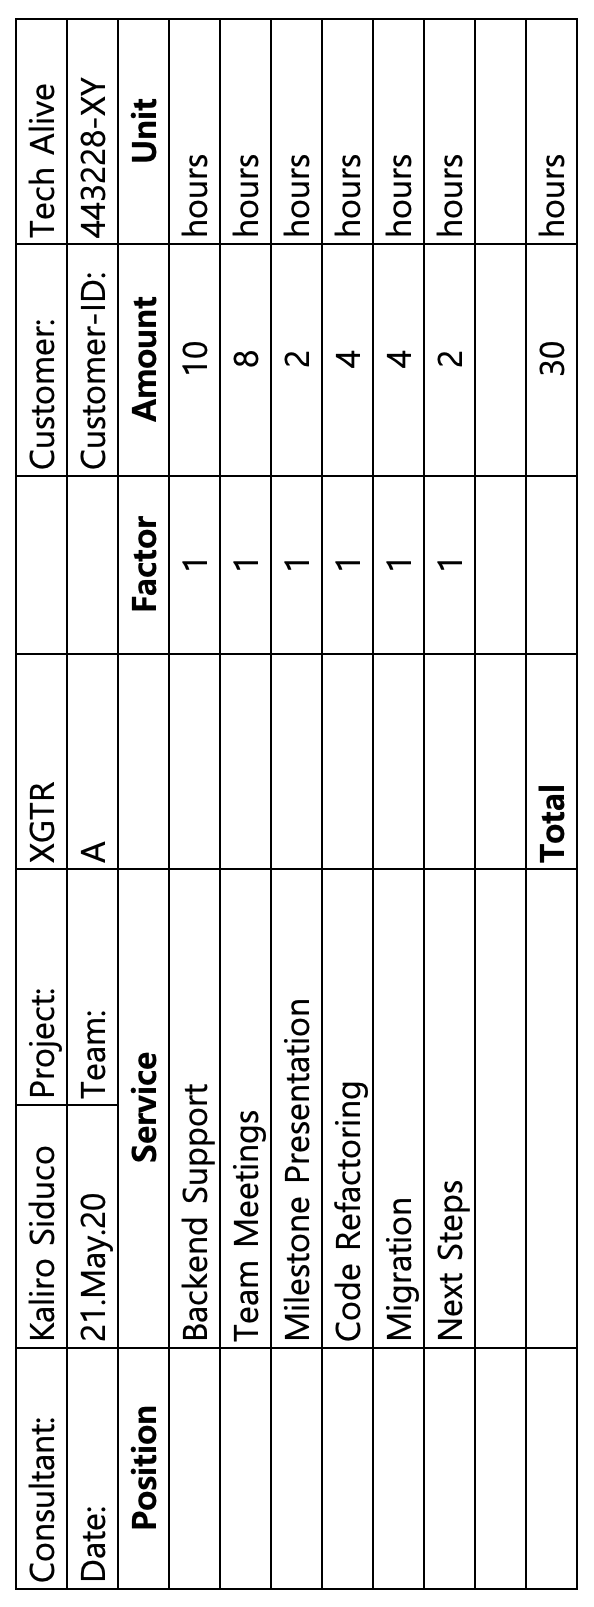 Consultant: Kaliro Siduco Project: XGTR Customer: Tech Alive
Date: 21.May.20 Team: A Customer-ID: 443228-XY
Position Service Factor Amount Unit
Backend Support 1 10 hours
Team Meetings 1 8 hours
Milestone Presentation 1 2 hours
Code Refactoring 1 4 hours
Migration 1 4 hours
Next Steps 1 2 hours
Total 30 hours